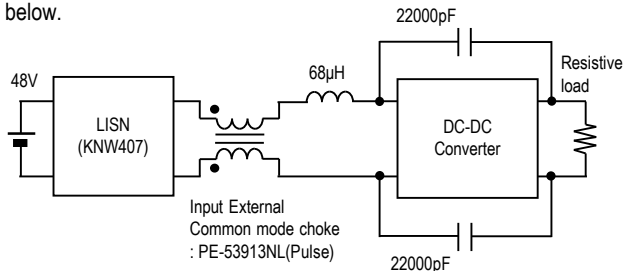 below.
22000pF
68μH
Resistive
load
48V
LISN
(KNW407)
DC-DC
Converter
Input External
Common mode choke
: PE-53913NL(Pulse)
22000pF